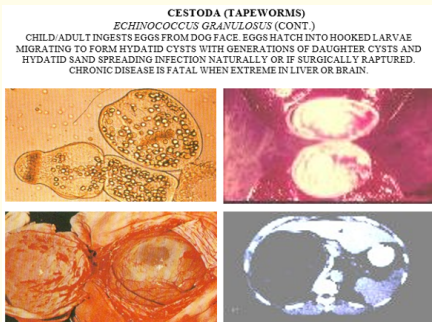 CESTODA (TAPEWORMS)
ECHINOCOCCUS GRANULOSUS (CONT.)
CHILD/ADULT INGESTS EGGS FROM DOG FACE. EGGS HATCH INTO HOOKED LARVAE
MIGRATING TO FORM HYDATID CYSTS WITH GENERATIONS OF DAUGHTER CYSTS AND
HYDATID SAND SPREADING INFECTION NATURALLY OR IF SURGICALLY RAPTURED.
CHRONIC DISEASE IS FATAL WHEN EXTREME IN LIVER OR BRAIN.